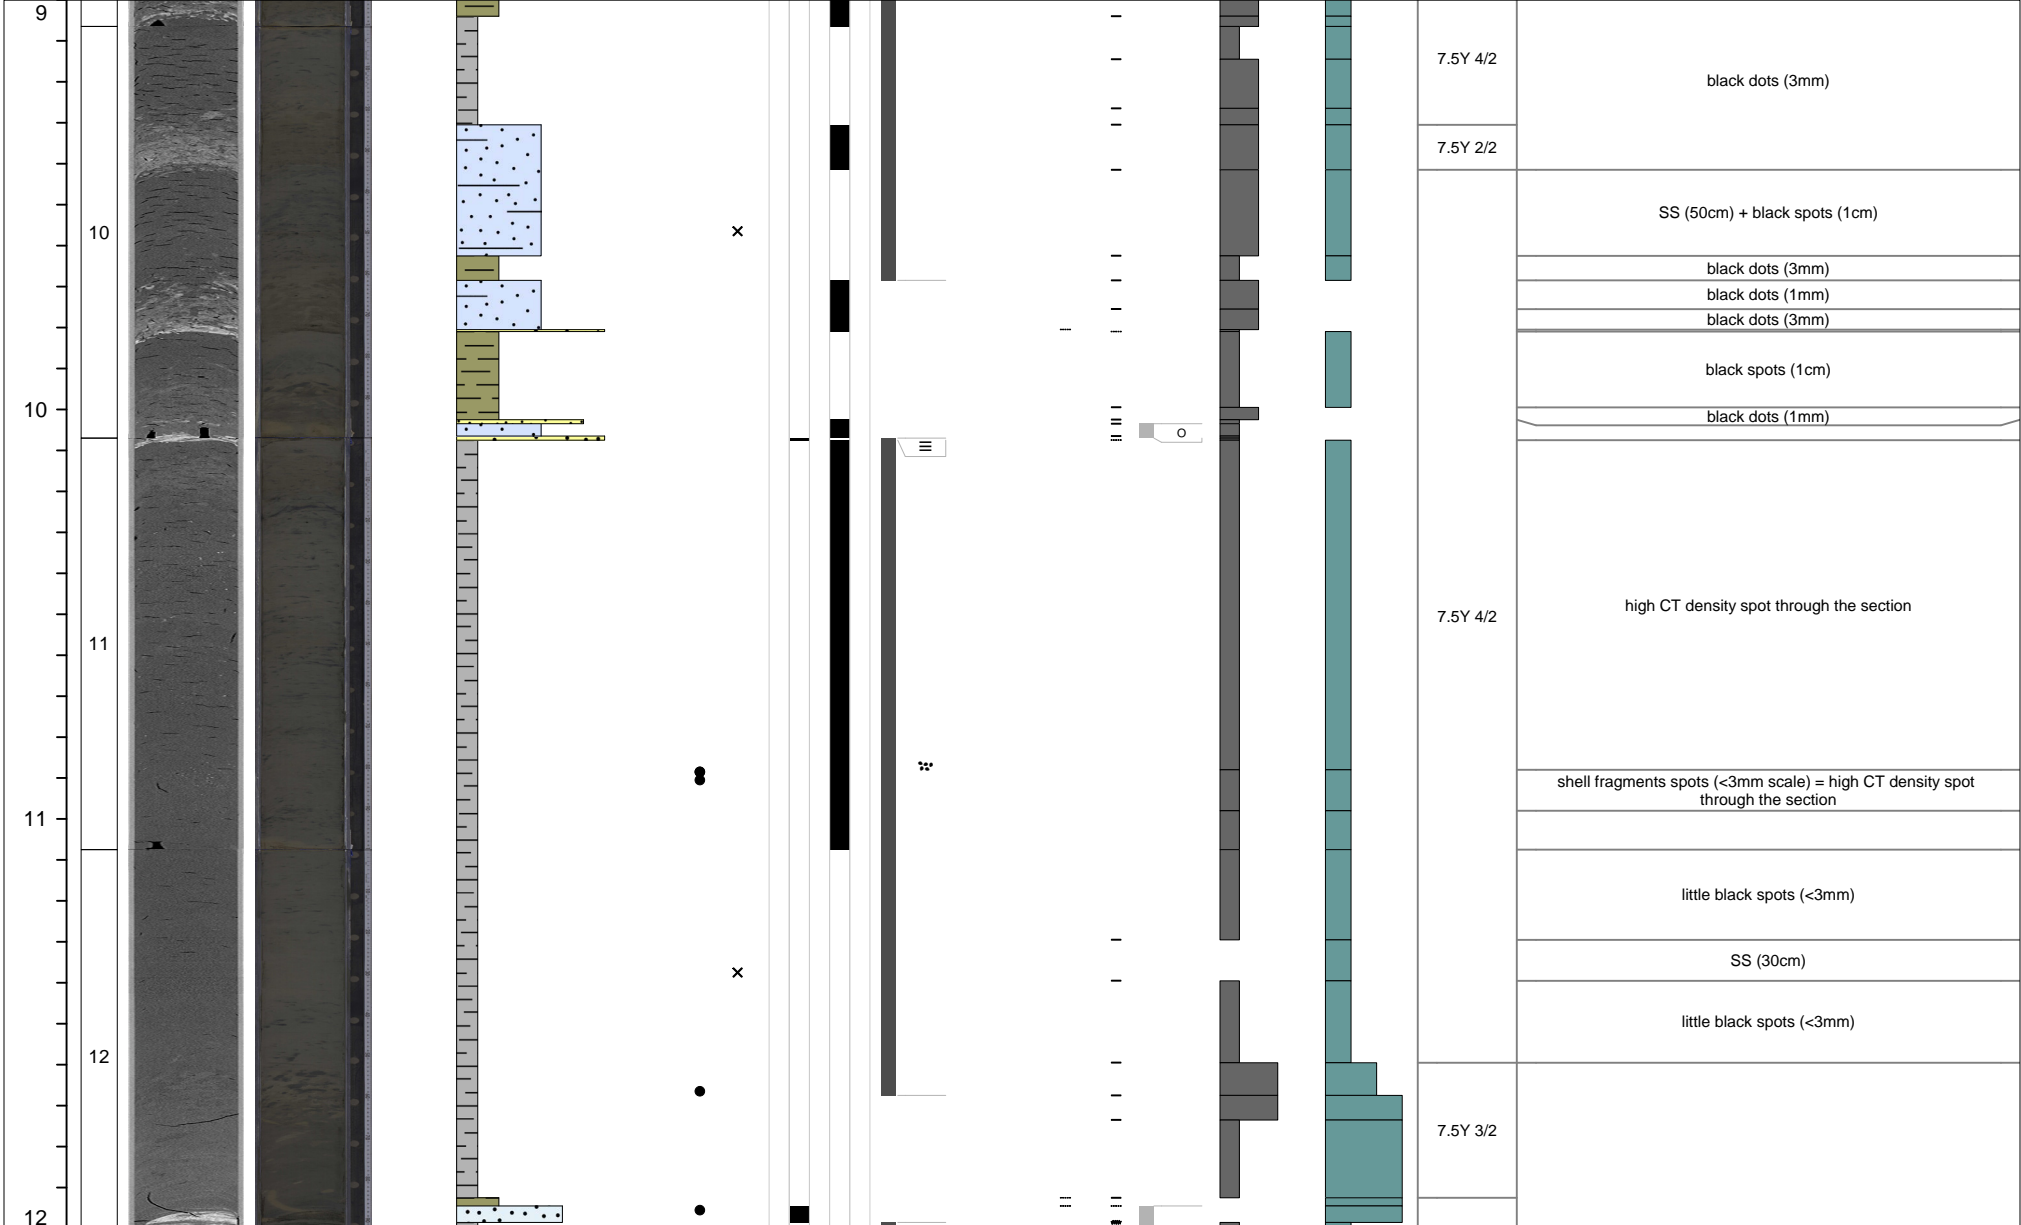 9
7.5Y 4/2
black dots (3mm)
7.5Y 2/2
10
SS (50cm) + black spots (1cm)
black dots (3mm)
black dots (1mm)
black dots (3mm)
black spots (1cm)
10
black dots (1mm)
11
7.5Y 4/2
high CT density spot through the section
shell fragments spots (<3mm scale) = high CT density spot
through the section
11
little black spots (<3mm)
SS (30cm)
little black spots (<3mm)
12
7.5Y 3/2
12